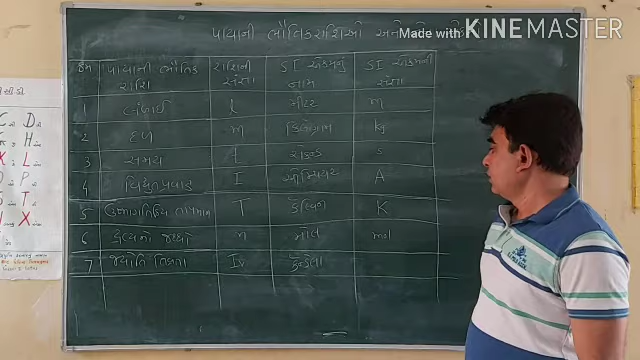 પાયાની ભૌતિક રાશિઓ અને
Made with KINEMASTER
ક્રમ પાયાની ભૌતિક રાશિ રાશિની સંજ્ઞા SI એકમનું નામ SI એકમની સંજ્ઞા
1 લંબાઈ l મીટર m
2 દળ m કિલોગ્રામ kg
3 સમય t સેકન્ડ s
4 વિદ્યુતપ્રવાહ I એમ્પિયર A
5 ઉષ્માગતિકીય તાપમાન T કેલ્વિન K
6 દ્રવ્યનો જથ્થો n મોલ mol
7 જ્યોતિ તિવ્રતા Iv કેન્ડેલા
C D
H
X L
P
T
X